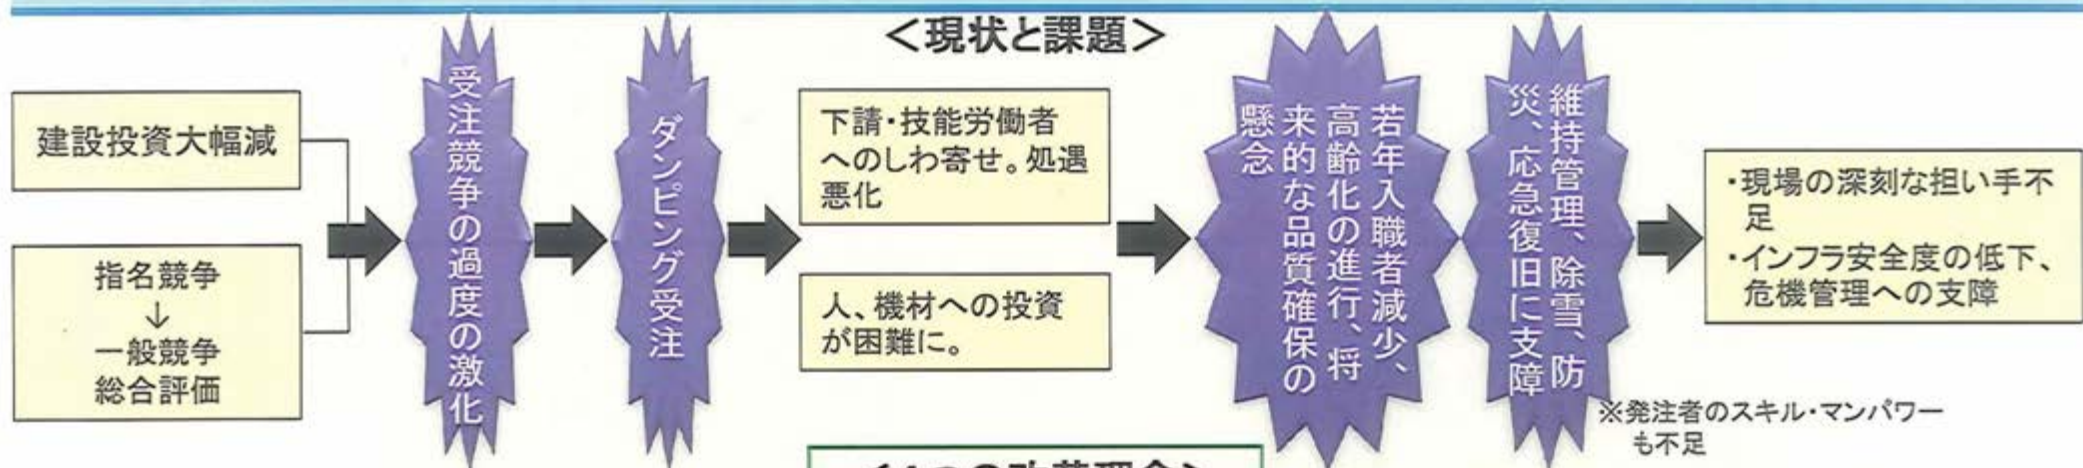 ＜現状と課題＞
建設投資大幅減
指名競争
↓
一般競争
総合評価
受注競争の過度の激化
ダンピング受注
下請・技能労働者
へのしわ寄せ。処遇
悪化
人、機材への投資
が困難に。
若年入職者減少、
高齢化の進行、将
来的な品質確保の
懸念
維持管理、除雪、防
災、応急復旧に支障
・現場の深刻な担い手不
足
・インフラ安全度の低下、
危機管理への支障
※発注者のスキル・マンパワー
も不足